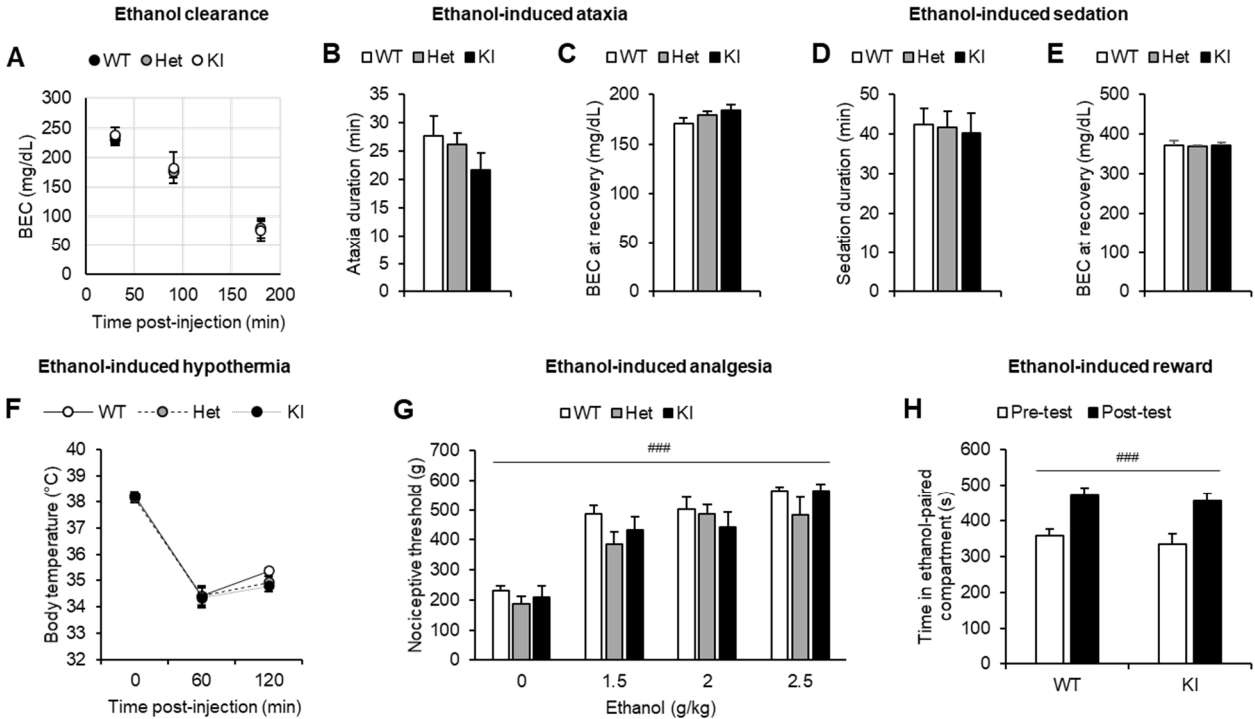 Ethanol clearance
A
WT Het KI
BEC (mg/dL)
300
250
200
150
100
50
0
0 50 100 150 200
Time post-injection (min)
Ethanol-induced ataxia
B
WT Het KI
Ataxia duration (min)
35
30
25
20
15
10
5
0
C
WT Het KI
BEC at recovery (mg/dL)
200
150
100
50
0
Ethanol-induced sedation
D
WT Het KI
Sedation duration (min)
50
40
30
20
10
0
E
WT Het KI
BEC at recovery (mg/dL)
500
400
300
200
100
0
Ethanol-induced hypothermia
F
WT Het KI
Body temperature (°C)
40
39
38
37
36
35
34
33
32
0 60 120
Time post-injection (min)
Ethanol-induced analgesia
G
WT Het KI
###
Nociceptive threshold (g)
700
600
500
400
300
200
100
0
0 1.5 2 2.5
Ethanol (g/kg)
Ethanol-induced reward
H
Pre-test Post-test
###
Time in ethanol-paired
compartment (s)
600
500
400
300
200
100
0
WT KI